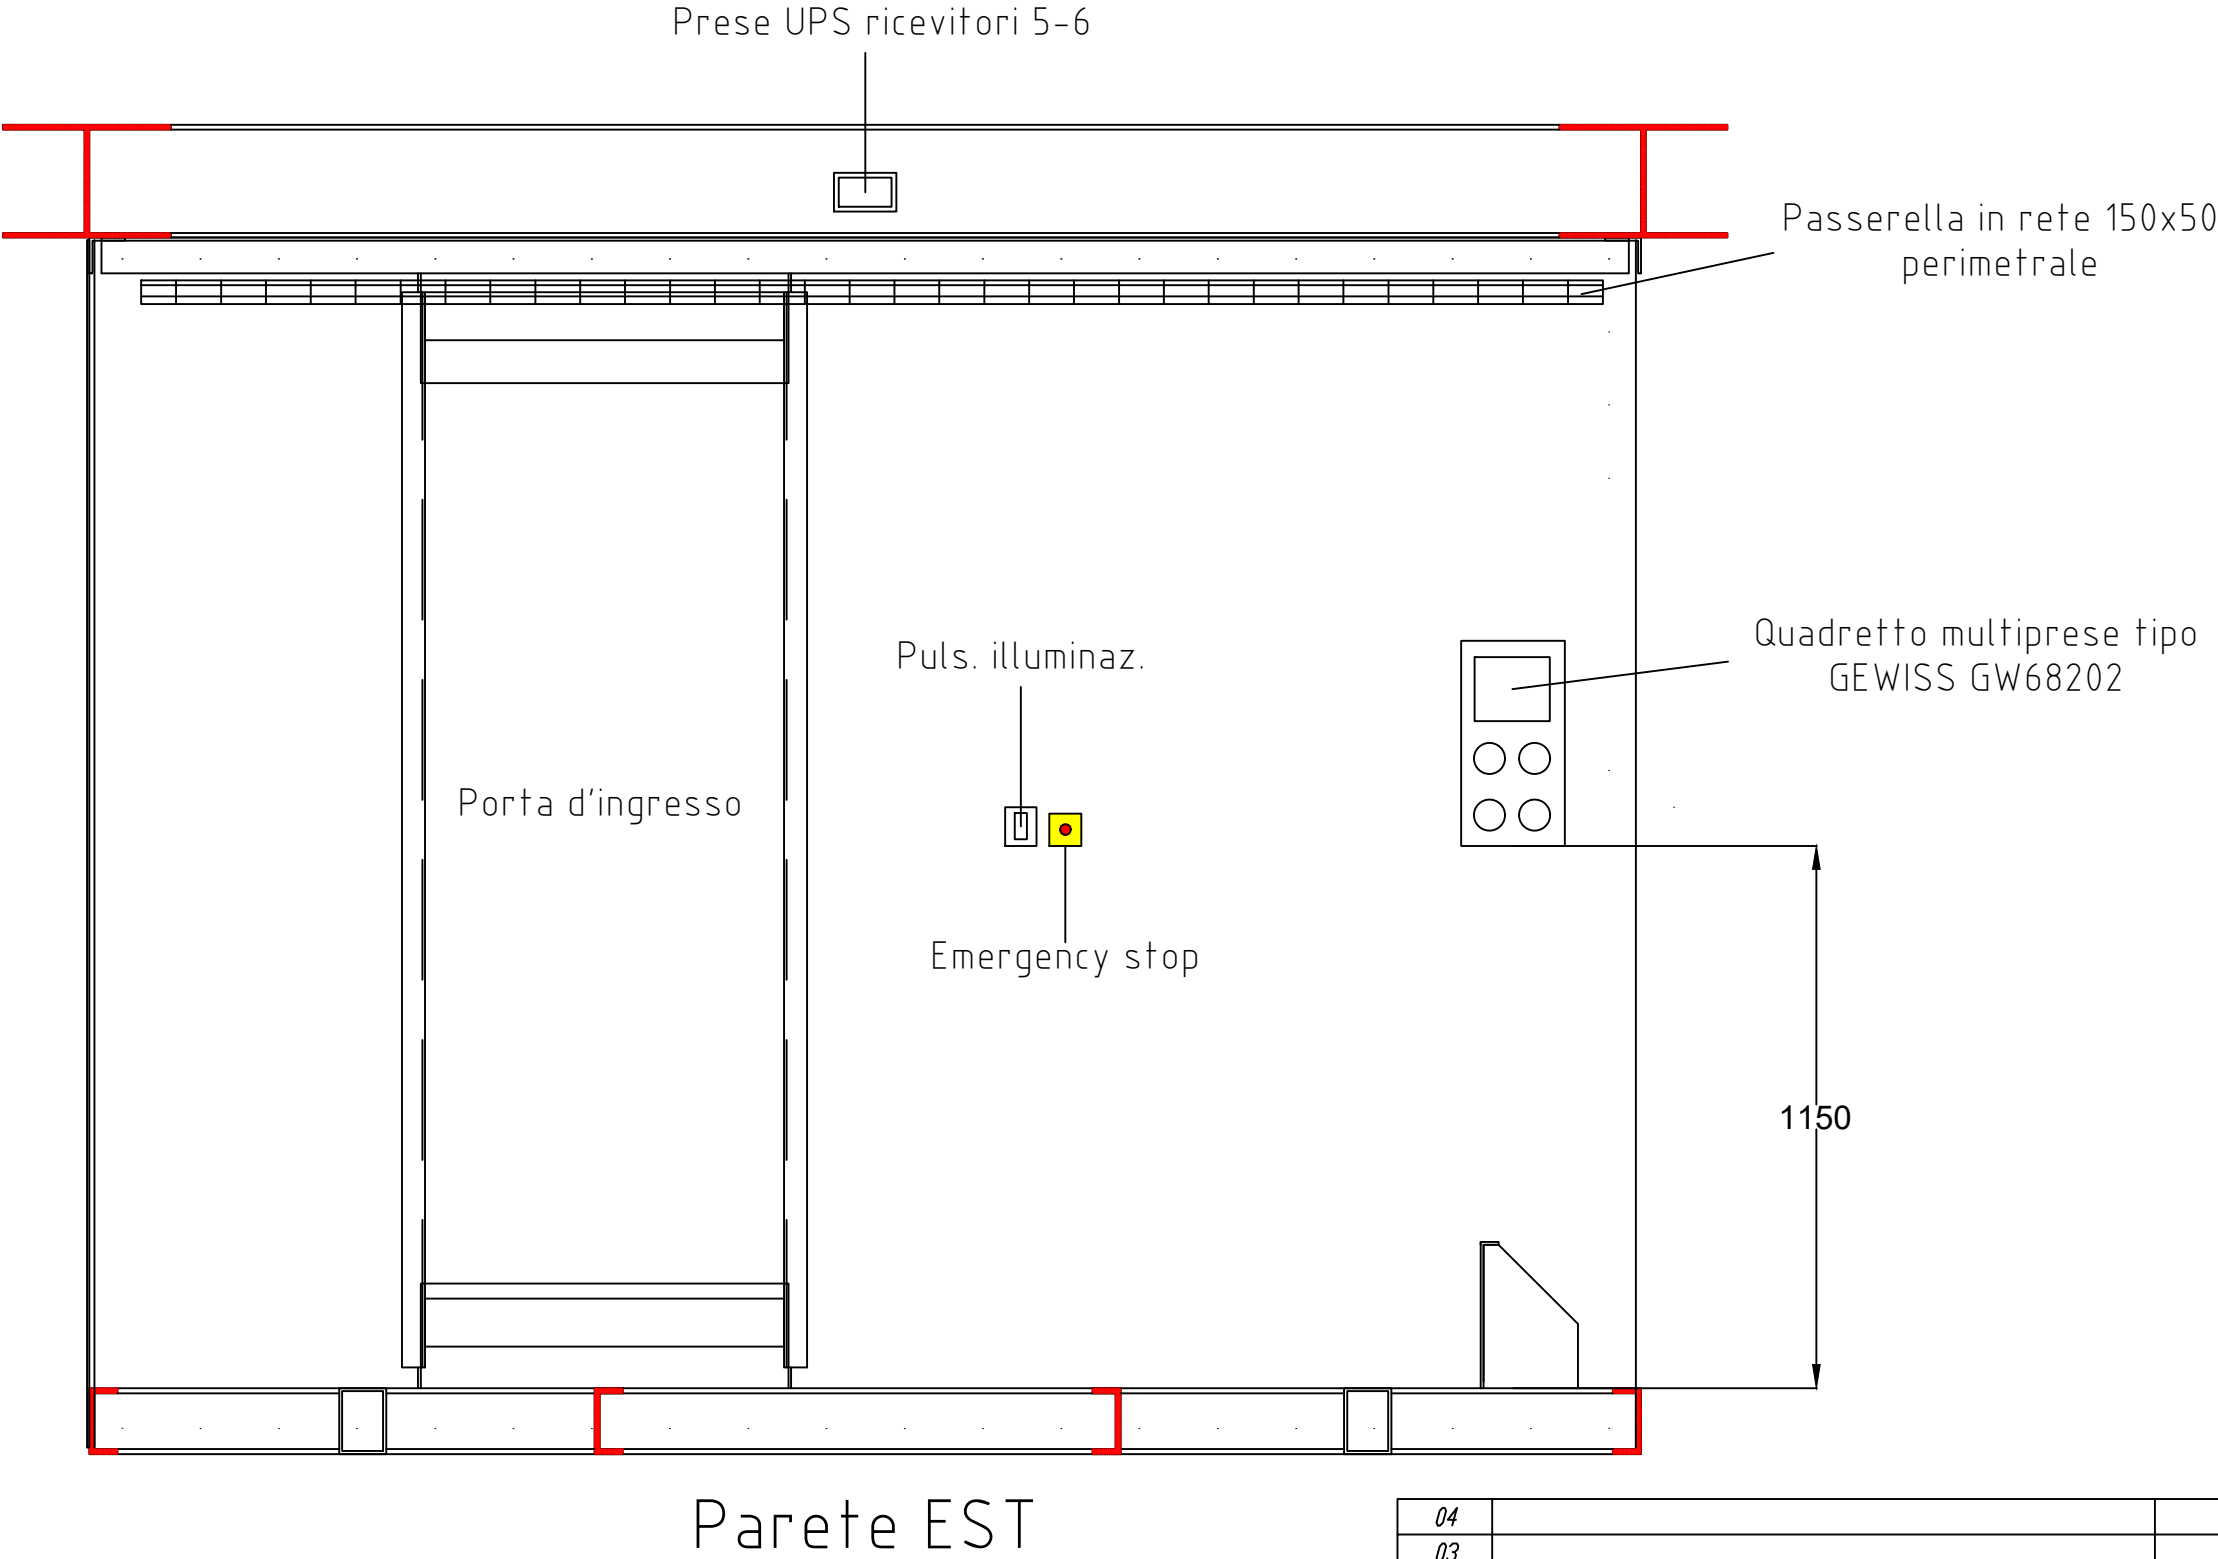 Prese UPS ricevitori 5-6
Passerella in rete 150x50
perimetrale
Quadretto multiprese tipo
GEWISS GW68202
Puls. illuminaz.
Porta d'ingresso
Emergency stop
1150
Parete EST
04
03